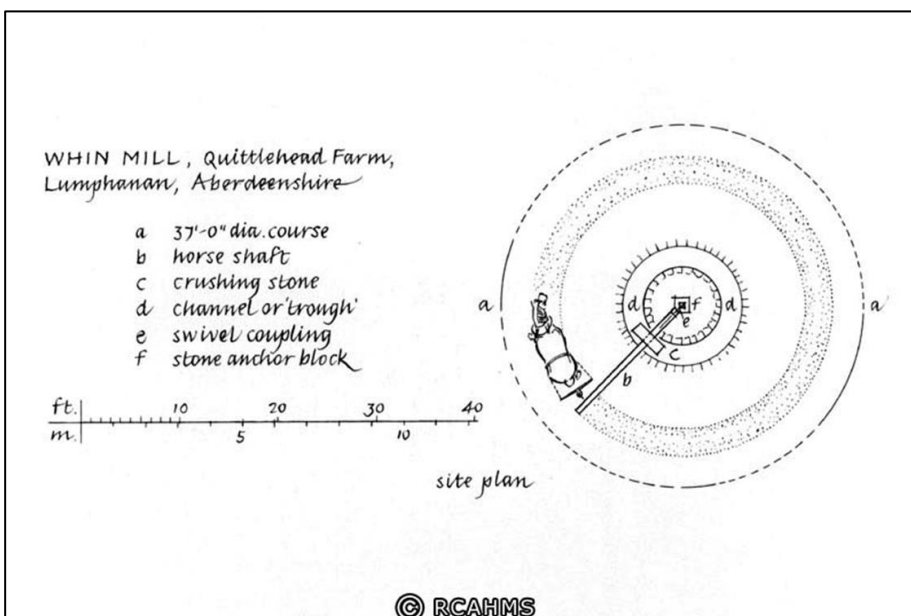 WHIN MILL, Quittlehead Farm,
Lumphanan, Aberdeenshire
a 37'-0" dia. course
b horse shaft
c crushing stone
d channel or 'trough'
e swivel coupling
f stone anchor block
ft. 10 20 30 40
m. 5 10
a d f d a
e
c
b
site plan
© RCAHMS